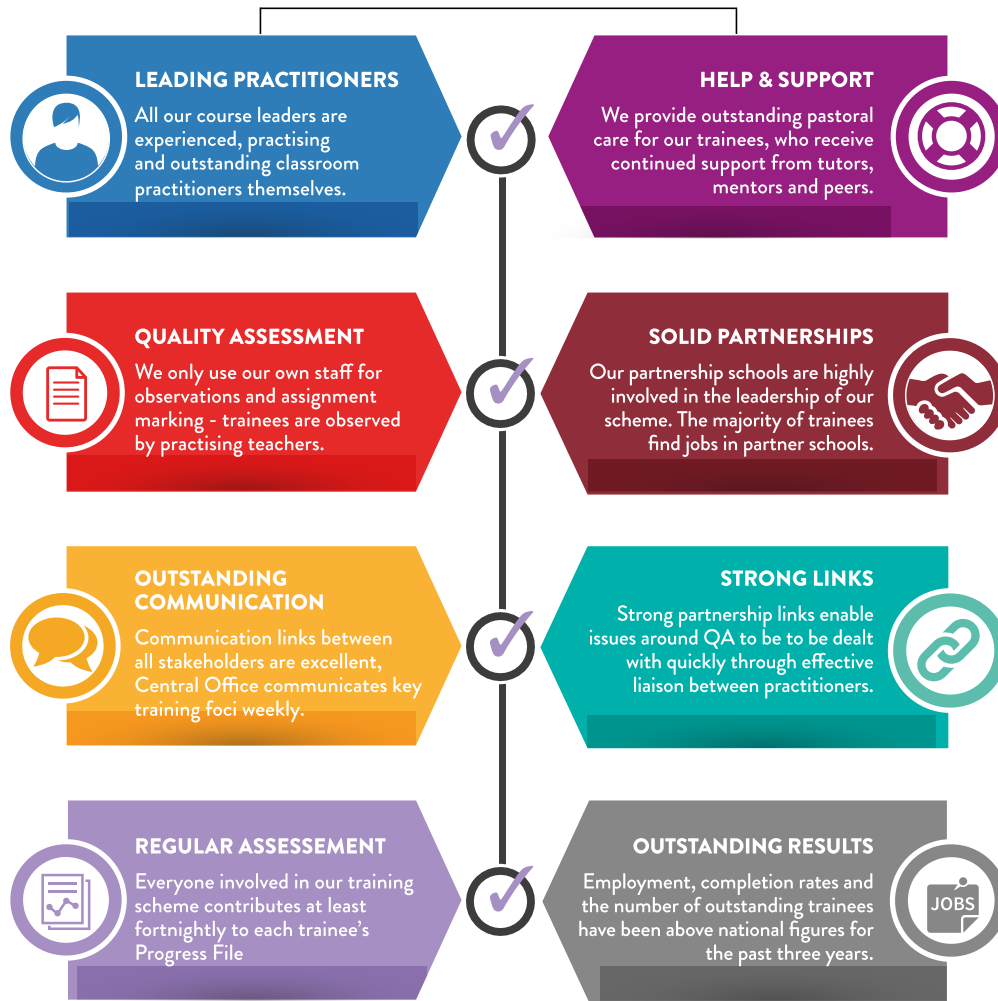 LEADING PRACTITIONERS
All our course leaders are
experienced, practising
and outstanding classroom
practitioners themselves.
HELP & SUPPORT
We provide outstanding pastoral
care for our trainees, who receive
continued support from tutors,
mentors and peers.
QUALITY ASSESSMENT
We only use our own staff for
observations and assignment
marking - trainees are observed
by practising teachers.
SOLID PARTNERSHIPS
Our partnership schools are highly
involved in the leadership of our
scheme. The majority of trainees
find jobs in partner schools.
OUTSTANDING
COMMUNICATION
Communication links between
all stakeholders are excellent,
Central Office communicates key
training foci weekly.
STRONG LINKS
Strong partnership links enable
issues around QA to be to be dealt
with quickly through effective
liaison between practitioners.
REGULAR ASSESSEMENT
Everyone involved in our training
scheme contributes at least
fortnightly to each trainee's
Progress File
OUTSTANDING RESULTS
Employment, completion rates and
the number of outstanding trainees
have been above national figures for
the past three years.
JOBS